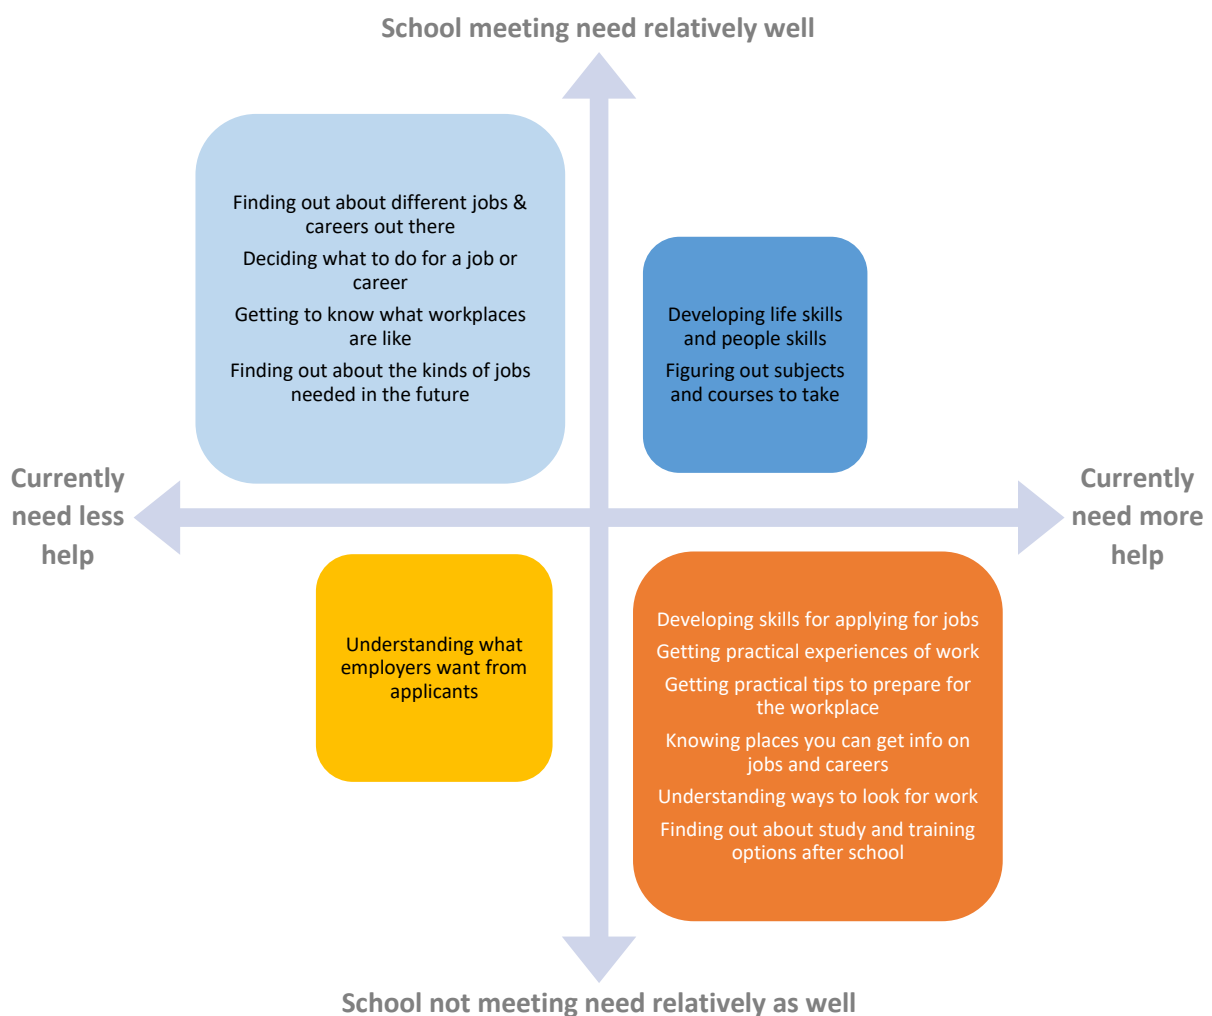 School meeting need relatively well
Finding out about different jobs &
careers out there
Deciding what to do for a job or
career
Getting to know what workplaces
are like
Finding out about the kinds of jobs
needed in the future
Developing life skills
and people skills
Figuring out subjects
and courses to take
Currently
need less
help
Currently
need more
help
Understanding what
employers want from
applicants
Developing skills for applying for jobs
Getting practical experiences of work
Getting practical tips to prepare for
the workplace
Knowing places you can get info on
jobs and careers
Understanding ways to look for work
Finding out about study and training
options after school
School not meeting need relatively as well